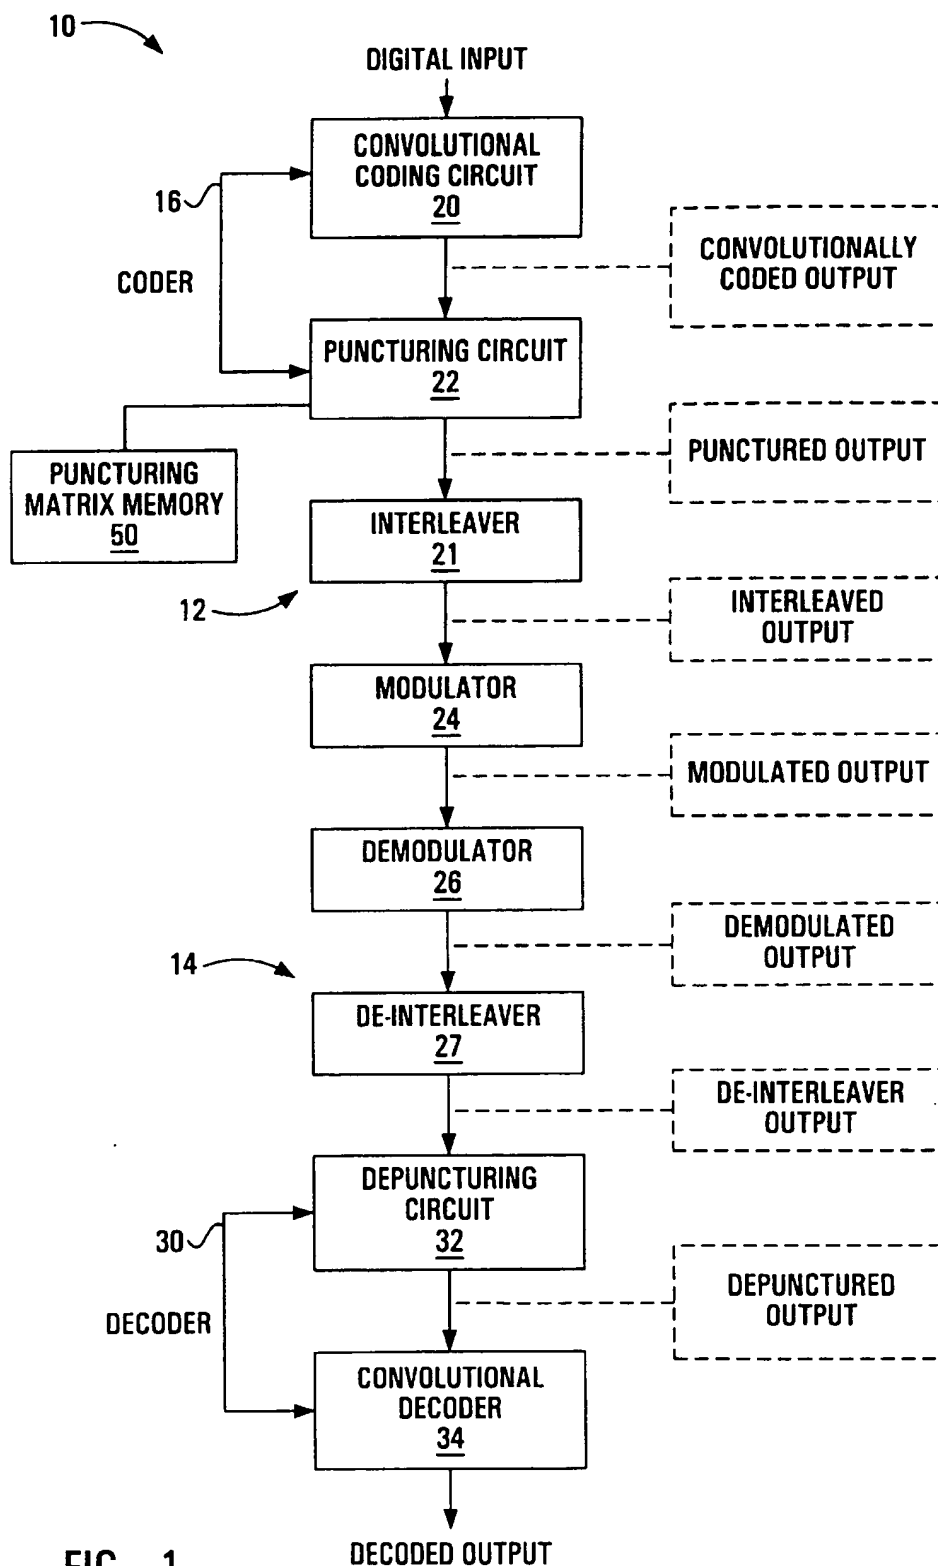 10
DIGITAL INPUT
CONVOLUTIONAL
CODING CIRCUIT
20
16
CODER
CONVOLUTIONALLY
CODED OUTPUT
PUNCTURING CIRCUIT
22
PUNCTURED OUTPUT
PUNCTURING
MATRIX MEMORY
50
INTERLEAVER
21
12
INTERLEAVED
OUTPUT
MODULATOR
24
MODULATED OUTPUT
DEMODULATOR
26
DEMODULATED
OUTPUT
14
DE-INTERLEAVER
27
DE-INTERLEAVER
OUTPUT
DEPUNCTURING
CIRCUIT
32
30
DECODER
DEPUNCTURED
OUTPUT
CONVOLUTIONAL
DECODER
34
DECODED OUTPUT
FIG. 1